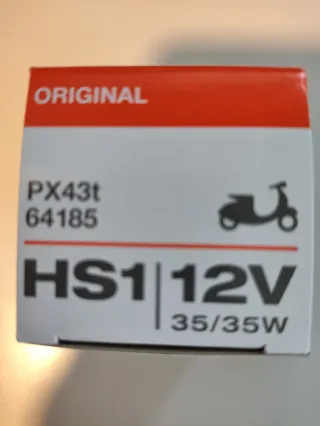 ORIGINAL
PX43t
64185
HS1|12V
35/35W